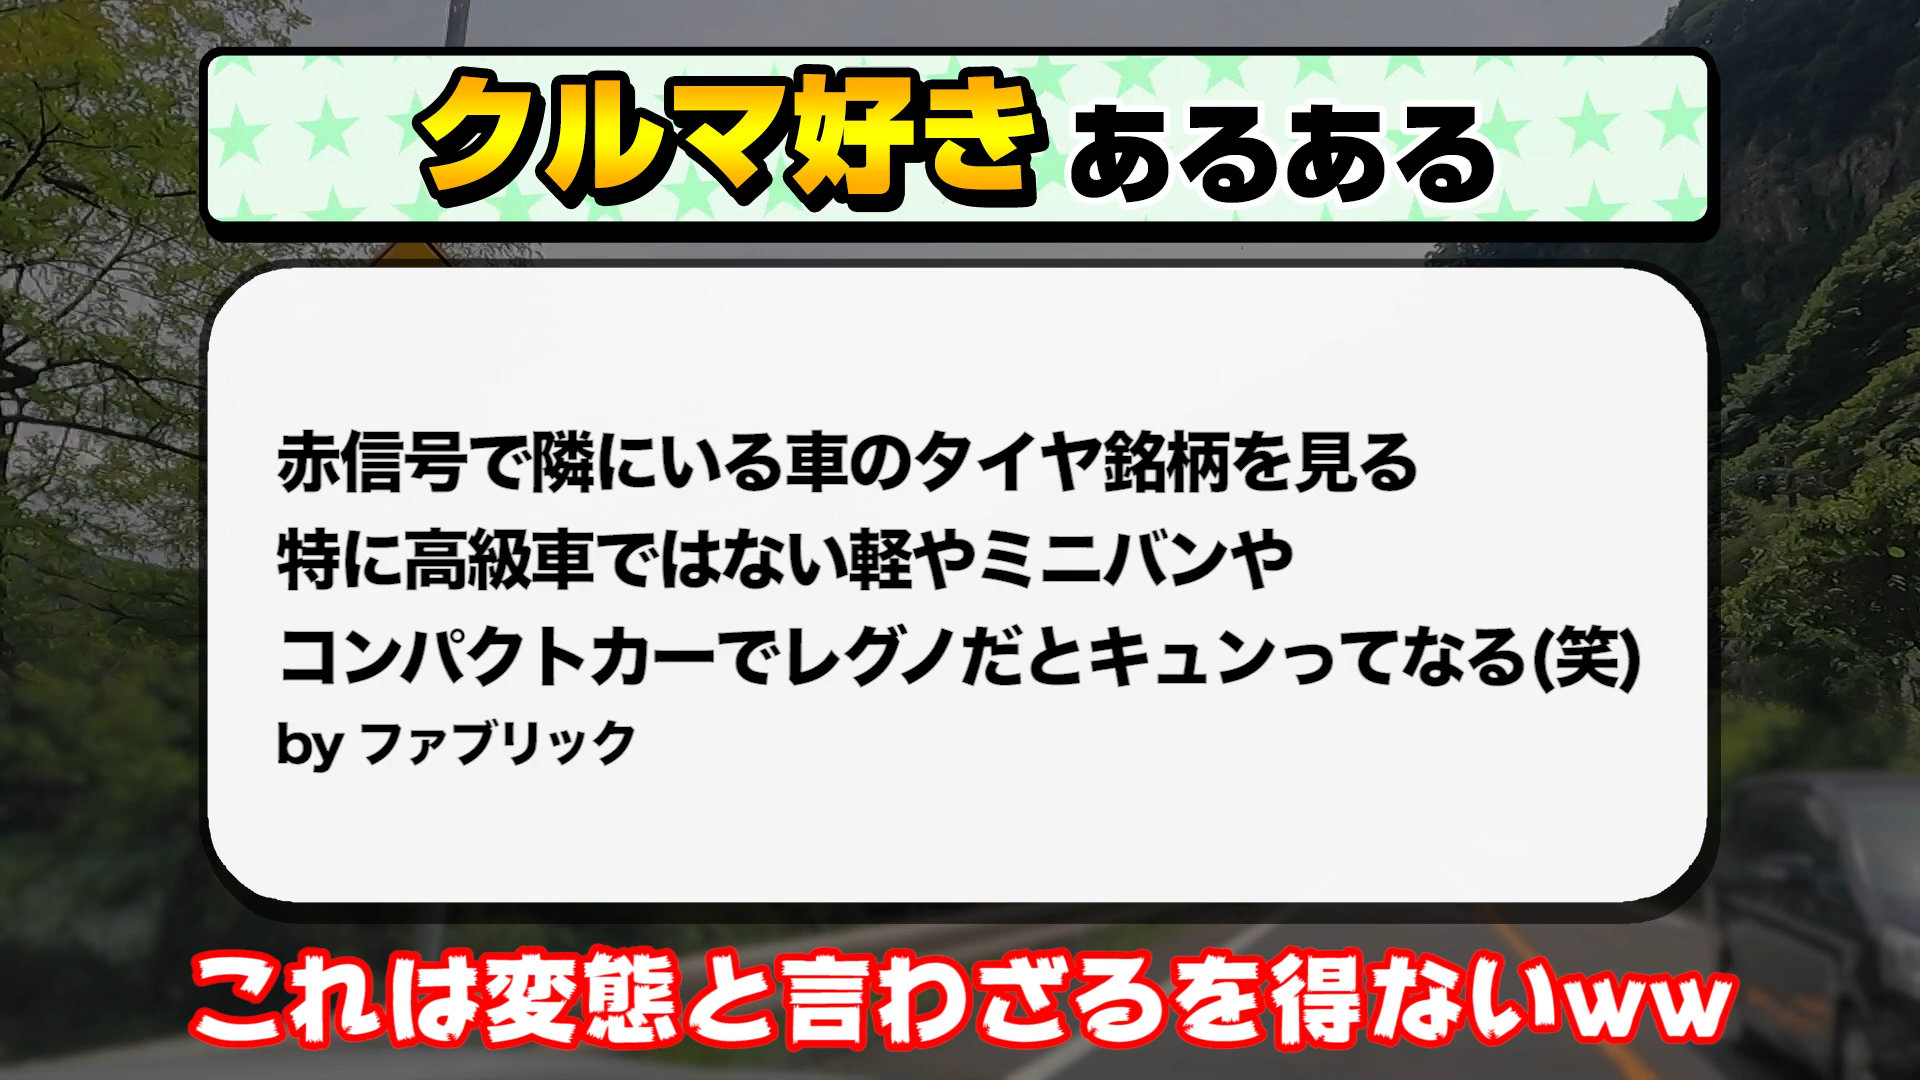 クルマ好きあるある
赤信号で隣にいる車のタイヤ銘柄を見る
特に高級車ではない軽やミニバンや
コンパクトカーでレグノだとキュンってなる(笑)
by ファブリック
これは変態と言わざるを得ないww